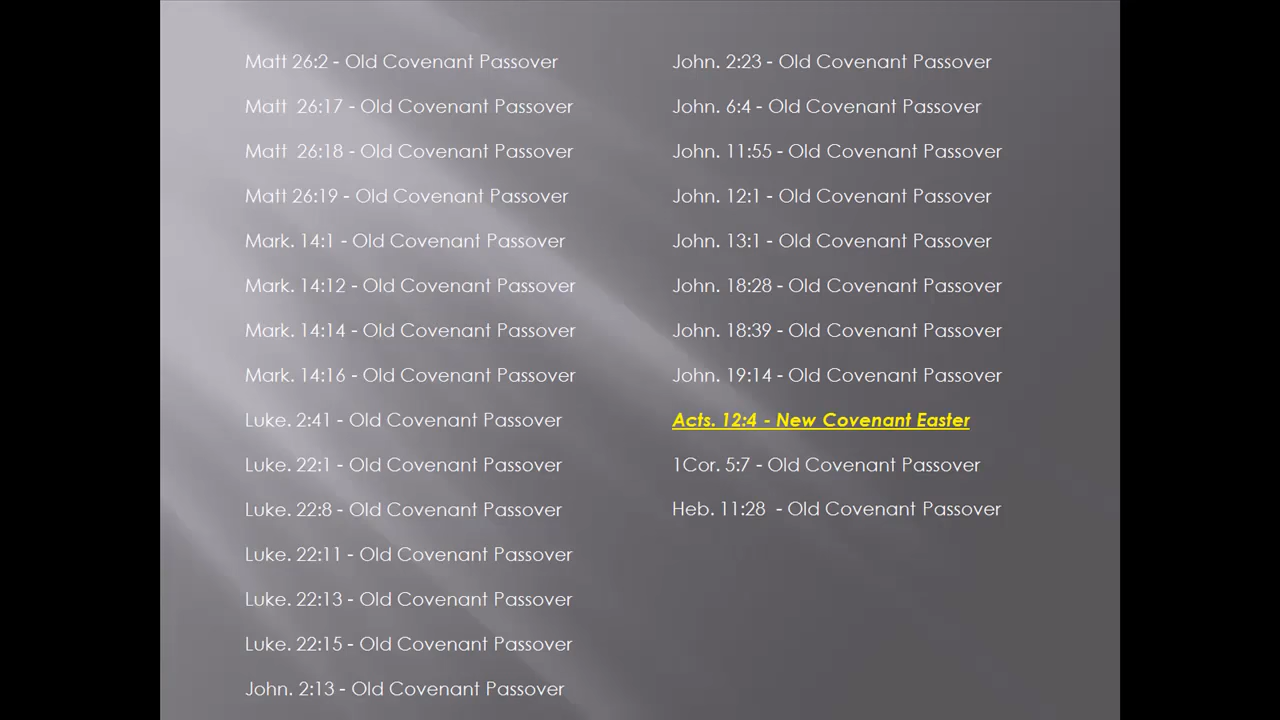 Matt 26:2 - Old Covenant Passover
Matt  26:17 - Old Covenant Passover
Matt  26:18 - Old Covenant Passover
Matt 26:19 - Old Covenant Passover
Mark. 14:1 - Old Covenant Passover
Mark. 14:12 - Old Covenant Passover
Mark. 14:14 - Old Covenant Passover
Mark. 14:16 - Old Covenant Passover
Luke. 2:41 - Old Covenant Passover
Luke. 22:1 - Old Covenant Passover
Luke. 22:8 - Old Covenant Passover
Luke. 22:11 - Old Covenant Passover
Luke. 22:13 - Old Covenant Passover
Luke. 22:15 - Old Covenant Passover
John. 2:13 - Old Covenant Passover
John. 2:23 - Old Covenant Passover
John. 6:4 - Old Covenant Passover
John. 11:55 - Old Covenant Passover
John. 12:1 - Old Covenant Passover
John. 13:1 - Old Covenant Passover
John. 18:28 - Old Covenant Passover
John. 18:39 - Old Covenant Passover
John. 19:14 - Old Covenant Passover
Acts. 12:4 - New Covenant Easter
1Cor. 5:7 - Old Covenant Passover
Heb. 11:28  - Old Covenant Passover